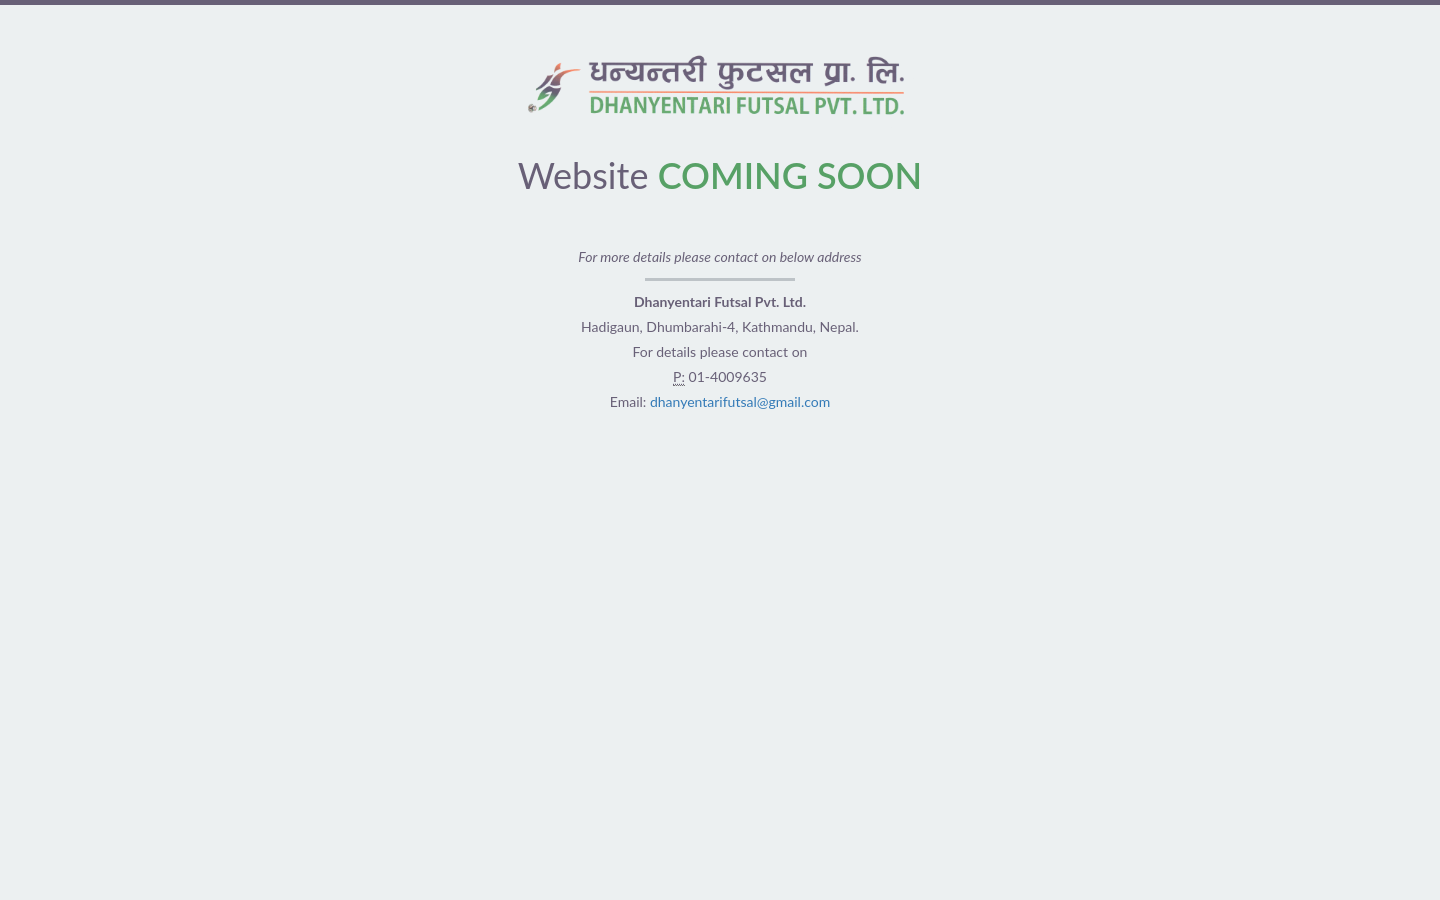 धन्यन्तरी फुटसल प्रा. लि.
DHANYENTARI FUTSAL PVT. LTD.
Website COMING SOON
For more details please contact on below address
Dhanyentari Futsal Pvt. Ltd.
Hadigaun, Dhumbarahi-4, Kathmandu, Nepal.
For details please contact on
P: 01-4009635
Email: dhanyentarifutsal@gmail.com